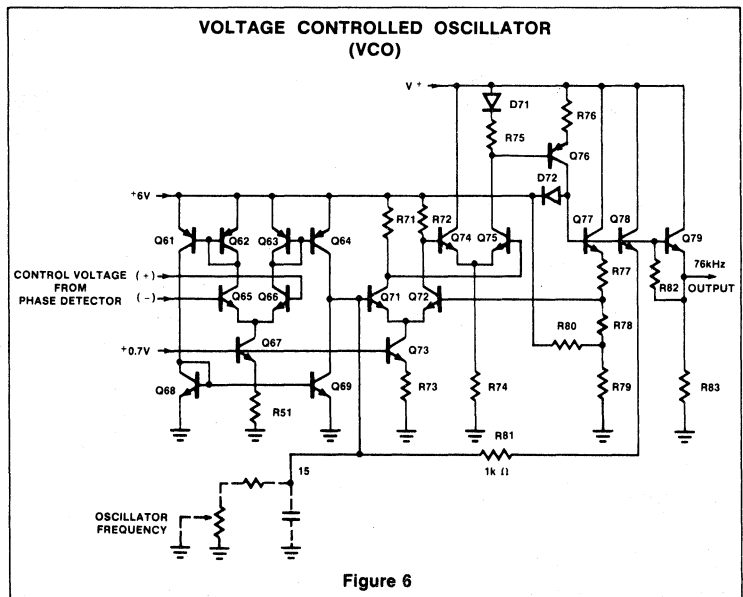 VOLTAGE CONTROLLED OSCILLATOR
(VCO)
V+
D71
R75
R76
Q76
D72
+6V
Q61
Q62
Q63
Q64
R71
R72
Q74
Q75
Q77
Q78
Q79
CONTROL VOLTAGE
FROM
PHASE DETECTOR
(+)
(-)
Q65
Q66
Q71
Q72
R77
R82
76kHz
OUTPUT
R80
R78
+0.7V
Q67
Q73
Q68
Q69
R51
R73
R74
R79
R83
R81
1k Ω
15
OSCILLATOR
FREQUENCY
Figure 6